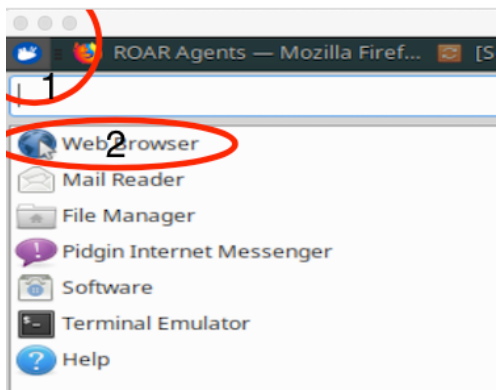 ROAR Agents — Mozilla Firef... [S
1
Web Browser
2
Mail Reader
File Manager
Pidgin Internet Messenger
Software
Terminal Emulator
Help